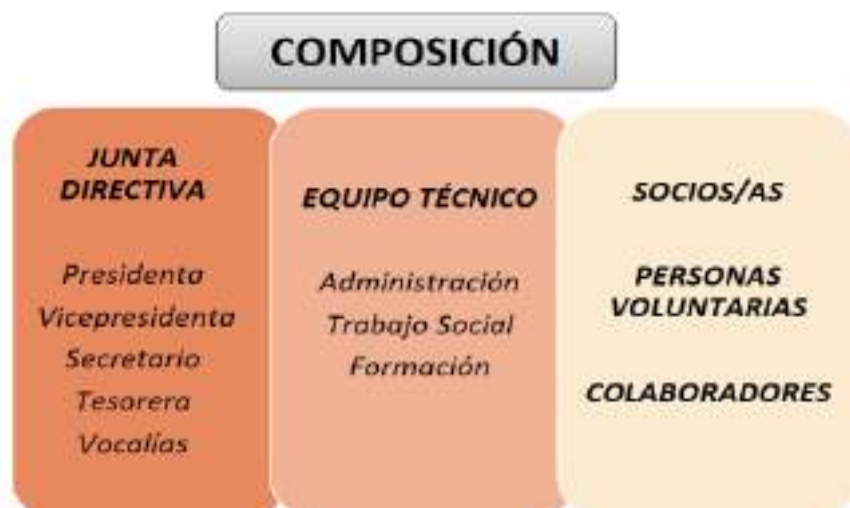 COMPOSICIÓN
JUNTA
DIRECTIVA
Presidenta
Vicepresidenta
Secretario
Tesorera
Vocalías
EQUIPO TÉCNICO
Administración
Trabajo Social
Formación
SOCIOS/AS
PERSONAS
VOLUNTARIAS
COLABORADORES